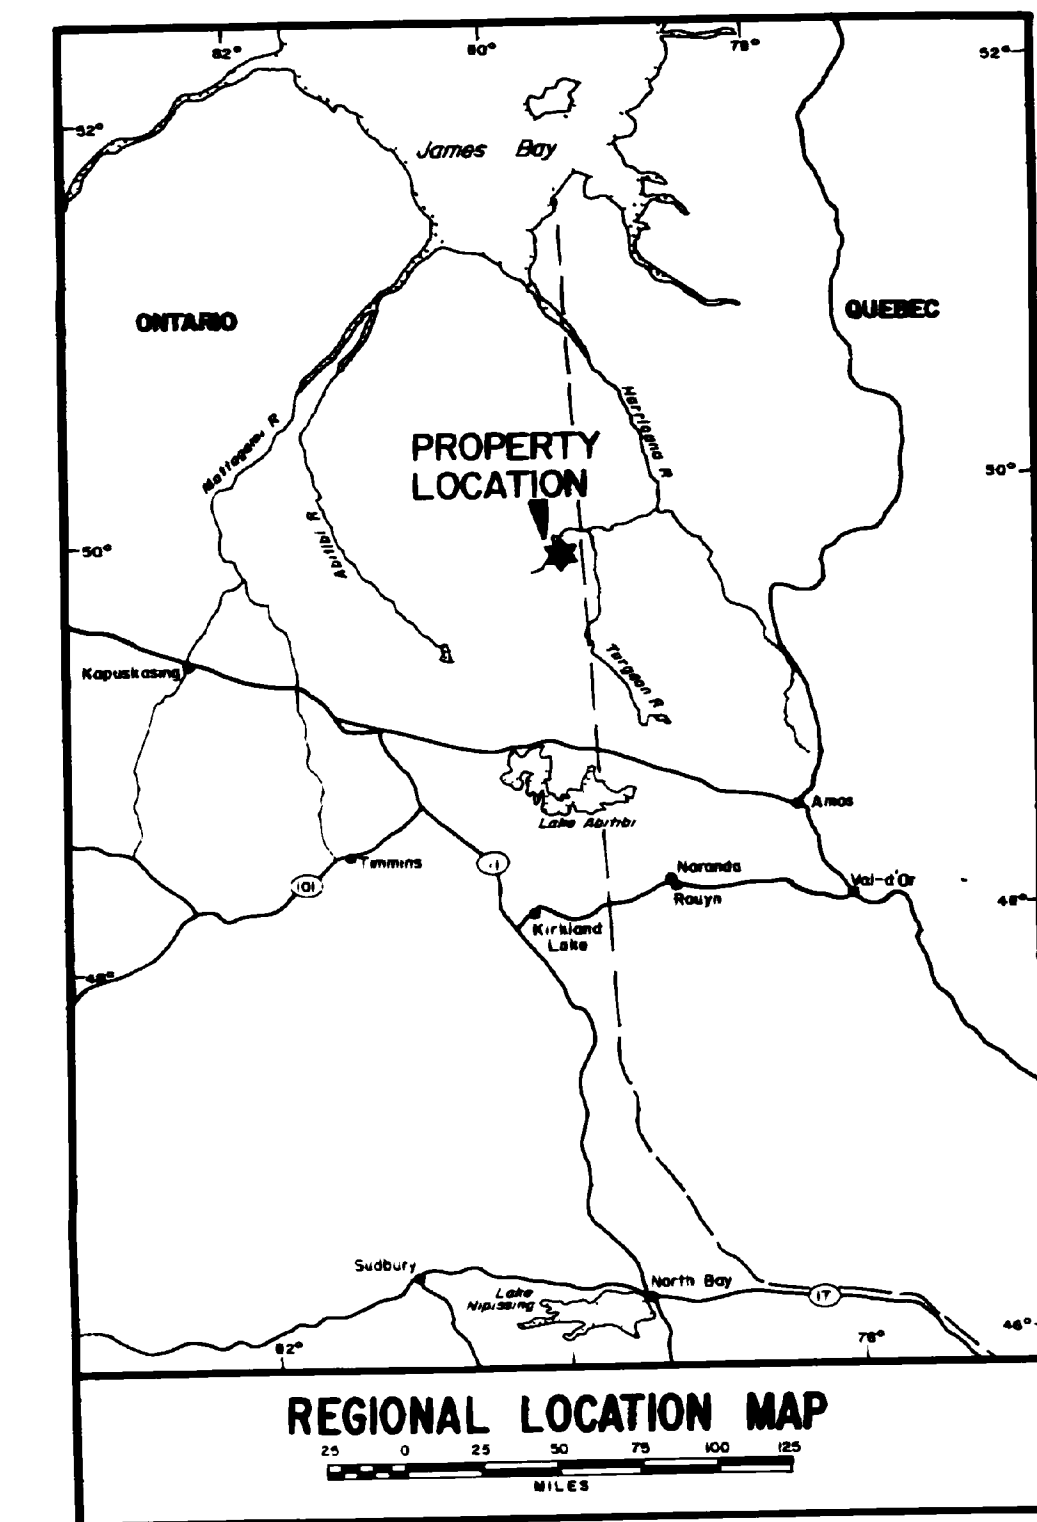 82°
80°
78°
52°
52°
James Bay
ONTARIO
QUEBEC
Harricana R
Mattagami R
PROPERTY
LOCATION
50°
Abitibi R
50°
Turgeon R
Kapuskasing
Amos
Lake Abitibi
Timmins
11
Noranda
Val-d'Or
101
Rouyn
48°
Kirkland
Lake
48°
Sudbury
North Bay
Lake
Nipissing
17
46°
82°
78°
REGIONAL LOCATION MAP
25 0 25 50 75 100 125
MILES